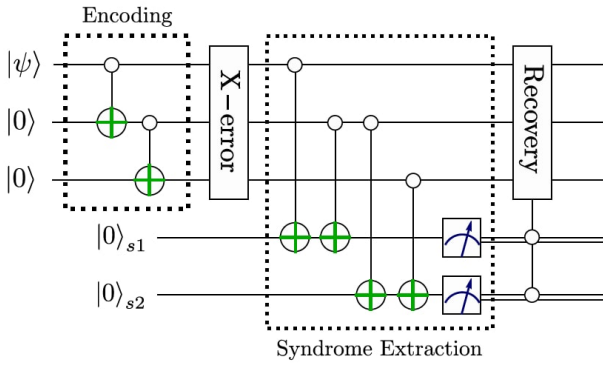 Encoding
|ψ⟩
|0⟩
|0⟩
X-error
|0⟩s1
|0⟩s2
Recovery
Syndrome Extraction